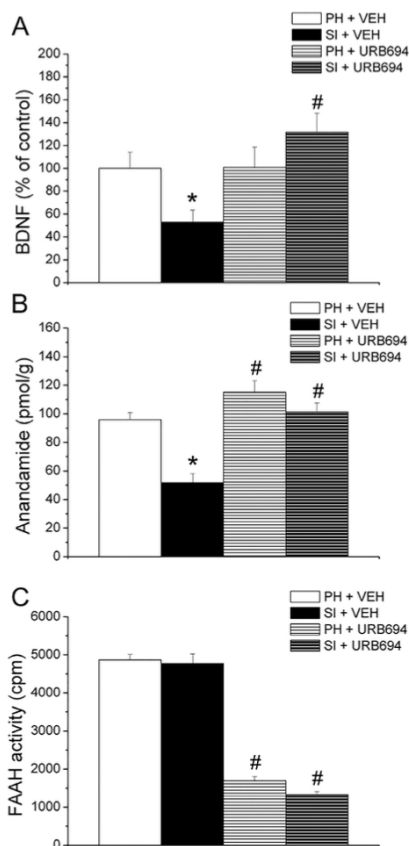 A
PH + VEH
SI + VEH
PH + URB694
SI + URB694
BDNF (% of control)
200
180
160
140
120
100
80
60
40
20
0
*
#
B
PH + VEH
SI + VEH
PH + URB694
SI + URB694
Anandamide (pmol/g)
160
140
120
100
80
60
40
20
0
*
#
#
C
PH + VEH
SI + VEH
PH + URB694
SI + URB694
FAAH activity (cpm)
6000
5000
4000
3000
2000
1000
0
#
#